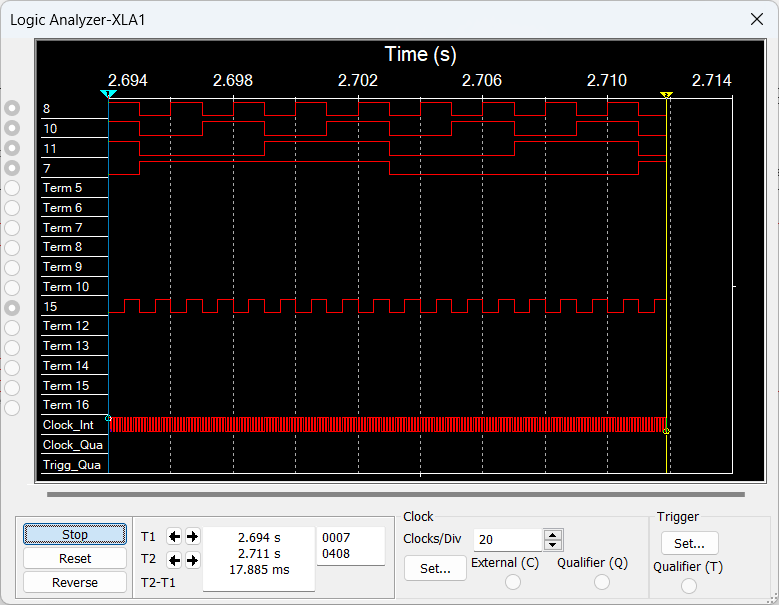 Logic Analyzer-XLA1
Time (s)
2.694 2.698 2.702 2.706 2.710 2.714
1 2
8
10
11
7
Term 5
Term 6
Term 7
Term 8
Term 9
Term 10
15
Term 12
Term 13
Term 14
Term 15
Term 16
Clock_Int
Clock_Qua
Trigg_Qua
Stop
Reset
Reverse
T1 2.694 s 0007
T2 2.711 s 0408
T2-T1 17.885 ms
Clock
Clocks/Div 20
Set...
External (C) Qualifier (Q)
Trigger
Set...
Qualifier (T)